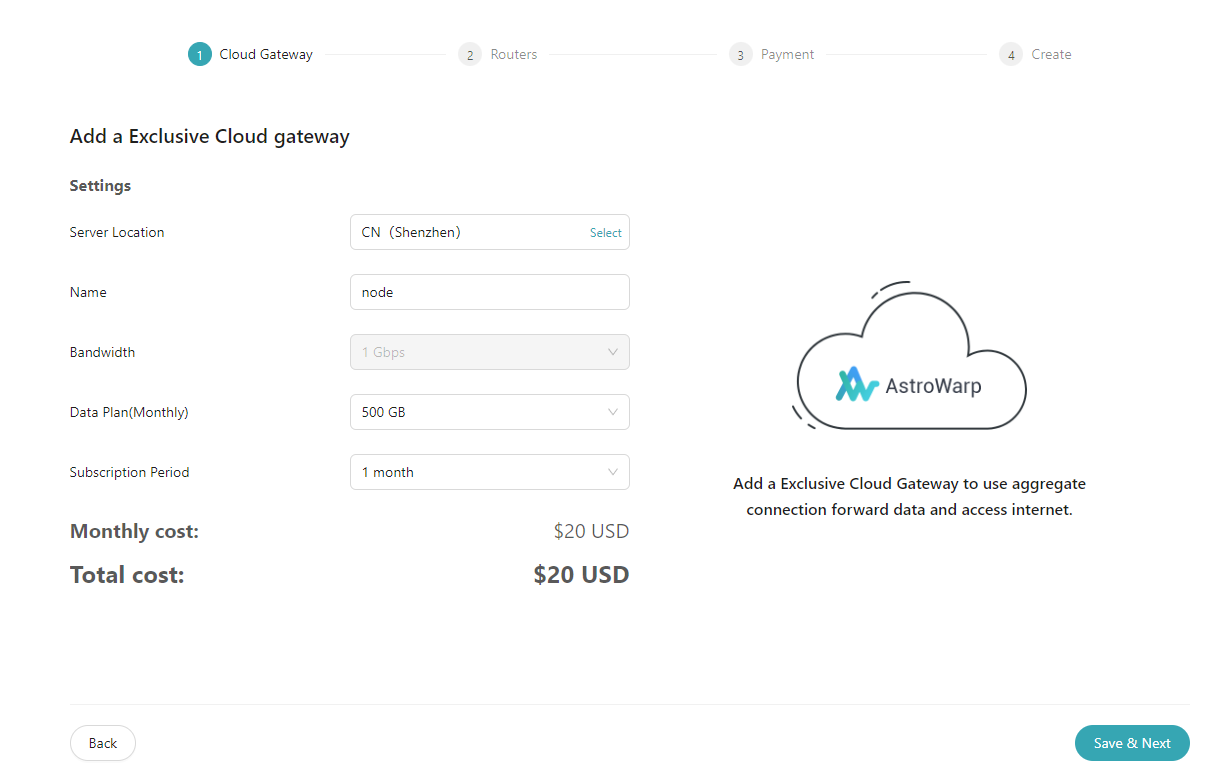 1 Cloud Gateway 2 Routers 3 Payment 4 Create
Add a Exclusive Cloud gateway
Settings
Server Location CN（Shenzhen） Select
Name node
Bandwidth 1 Gbps
Data Plan(Monthly) 500 GB
Subscription Period 1 month
Monthly cost: $20 USD
Total cost: $20 USD
AstroWarp
Add a Exclusive Cloud Gateway to use aggregate
connection forward data and access internet.
Back Save & Next